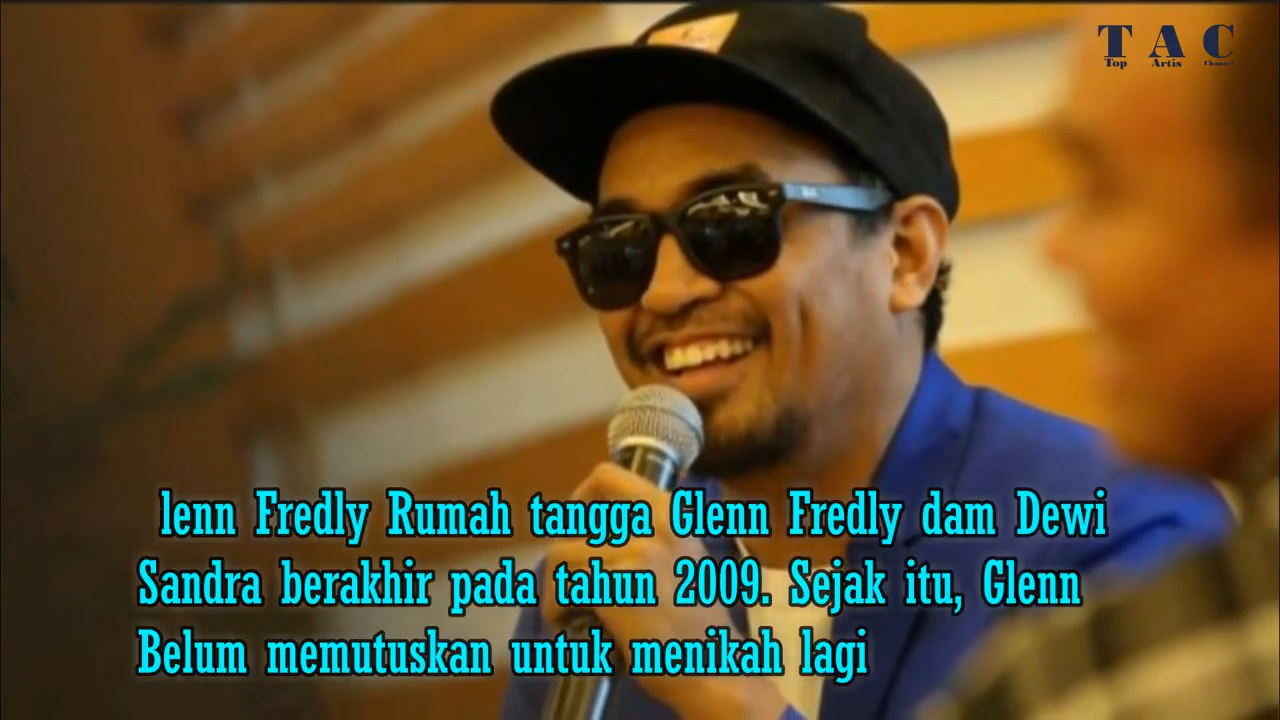 T A C
Top Artis Channel
lenn Fredly Rumah tangga Glenn Fredly dam Dewi
Sandra berakhir pada tahun 2009. Sejak itu, Glenn
Belum memutuskan untuk menikah lagi